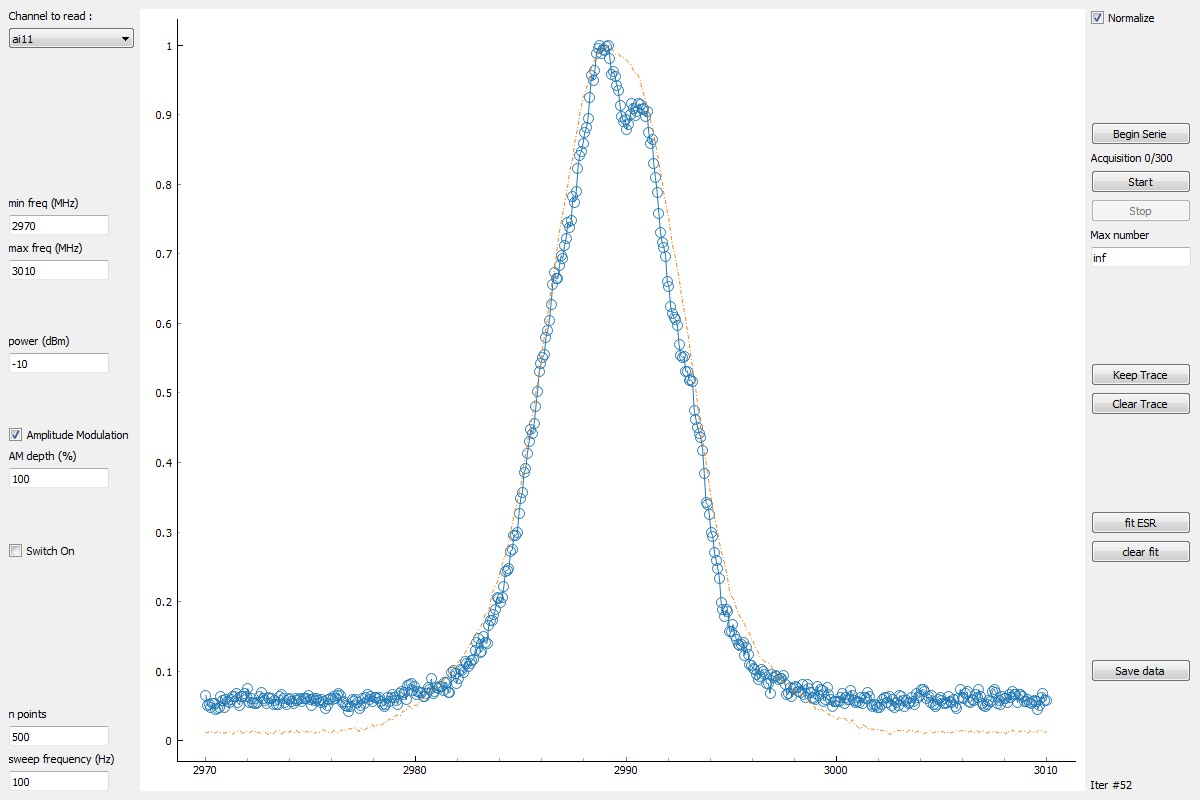 Channel to read :
ai11
min freq (MHz)
2970
max freq (MHz)
3010
power (dBm)
-10
Amplitude Modulation
AM depth (%)
100
Switch On
n points
500
sweep frequency (Hz)
100
1
0.9
0.8
0.7
0.6
0.5
0.4
0.3
0.2
0.1
0
2970
2980
2990
3000
3010
Normalize
Begin Serie
Acquisition 0/300
Start
Stop
Max number
inf
Keep Trace
Clear Trace
fit ESR
clear fit
Save data
Iter #52